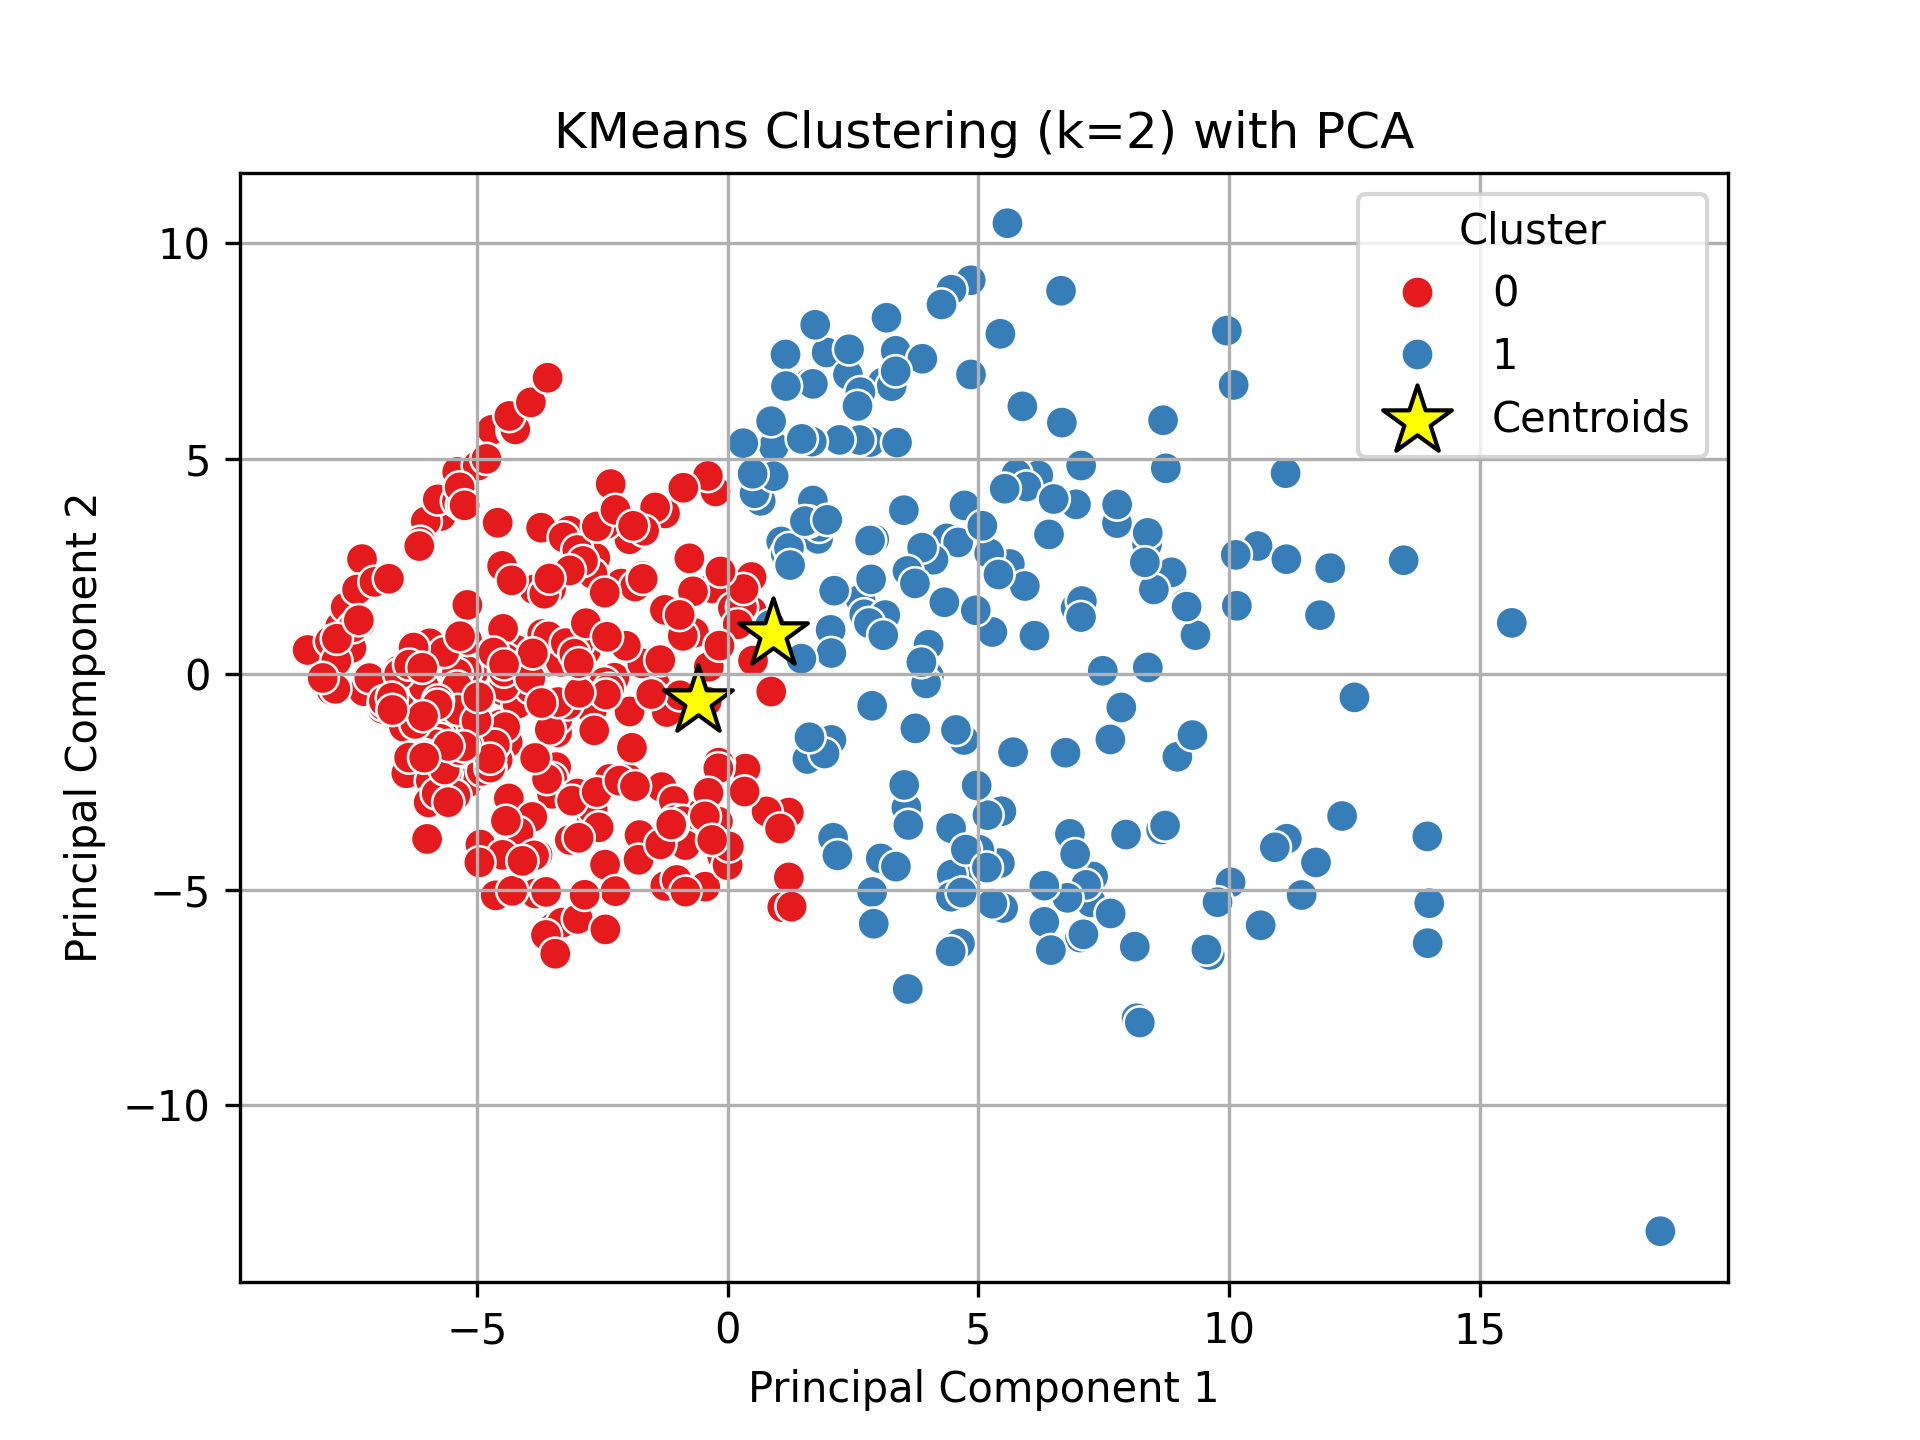 KMeans Clustering (k=2) with PCA
Cluster
0
1
Centroids
10
5
0
−5
−10
Principal Component 2
−5
0
5
10
15
Principal Component 1